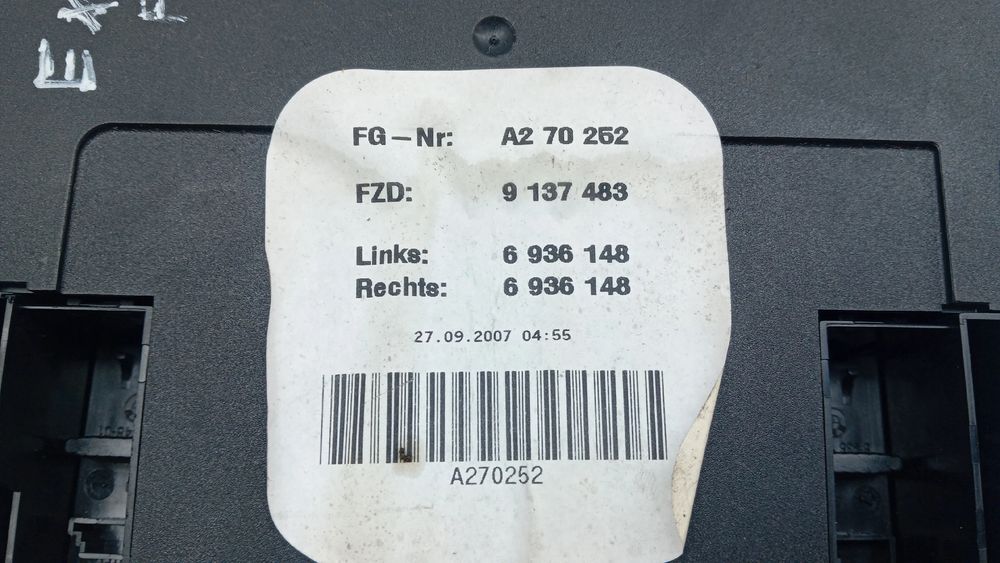 FG-Nr: A2 70 252
FZD: 9 137 483
Links: 6 936 148
Rechts: 6 936 148
27.09.2007 04:55
A270252